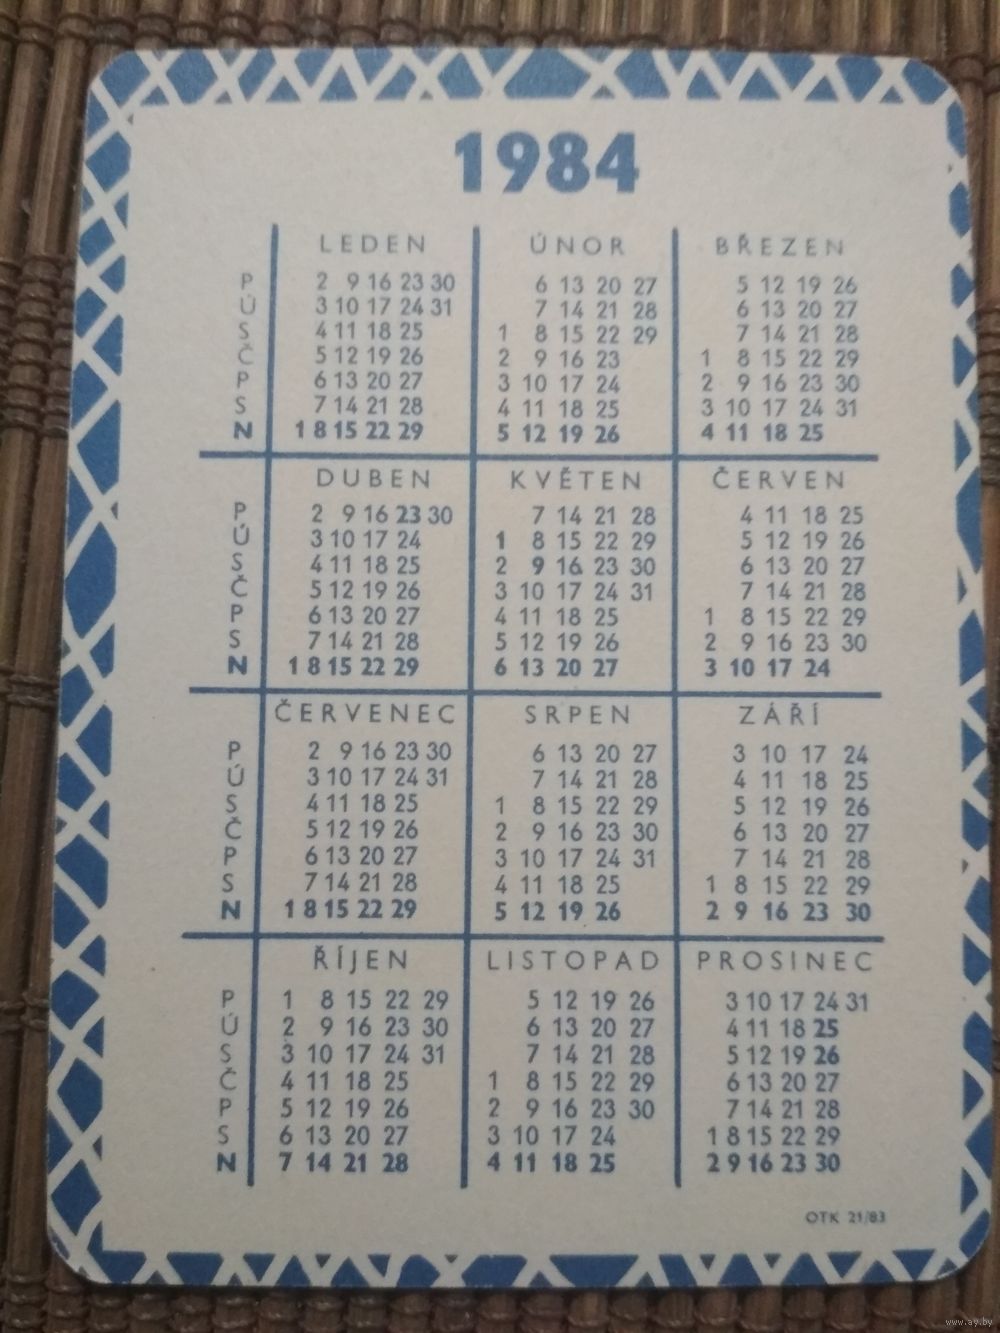 1984
LEDEN ÚNOR BŘEZEN
P 2 9 16 23 30 6 13 20 27 5 12 19 26
Ú 3 10 17 24 31 7 14 21 28 6 13 20 27
S 4 11 18 25 1 8 15 22 29 7 14 21 28
Č 5 12 19 26 2 9 16 23 1 8 15 22 29
P 6 13 20 27 3 10 17 24 2 9 16 23 30
S 7 14 21 28 4 11 18 25 3 10 17 24 31
N 1 8 15 22 29 5 12 19 26 4 11 18 25
DUBEN KVĚTEN ČERVEN
P 2 9 16 23 30 7 14 21 28 4 11 18 25
Ú 3 10 17 24 1 8 15 22 29 5 12 19 26
S 4 11 18 25 2 9 16 23 30 6 13 20 27
Č 5 12 19 26 3 10 17 24 31 7 14 21 28
P 6 13 20 27 4 11 18 25 1 8 15 22 29
S 7 14 21 28 5 12 19 26 2 9 16 23 30
N 1 8 15 22 29 6 13 20 27 3 10 17 24
ČERVENEC SRPEN ZÁŘÍ
P 2 9 16 23 30 6 13 20 27 3 10 17 24
Ú 3 10 17 24 31 7 14 21 28 4 11 18 25
S 4 11 18 25 1 8 15 22 29 5 12 19 26
Č 5 12 19 26 2 9 16 23 30 6 13 20 27
P 6 13 20 27 3 10 17 24 31 7 14 21 28
S 7 14 21 28 4 11 18 25 1 8 15 22 29
N 1 8 15 22 29 5 12 19 26 2 9 16 23 30
ŘÍJEN LISTOPAD PROSINEC
P 1 8 15 22 29 5 12 19 26 3 10 17 24 31
Ú 2 9 16 23 30 6 13 20 27 4 11 18 25
S 3 10 17 24 31 7 14 21 28 5 12 19 26
Č 4 11 18 25 1 8 15 22 29 6 13 20 27
P 5 12 19 26 2 9 16 23 30 7 14 21 28
S 6 13 20 27 3 10 17 24 1 8 15 22 29
N 7 14 21 28 4 11 18 25 2 9 16 23 30
OTK 21/83
www.ay.by